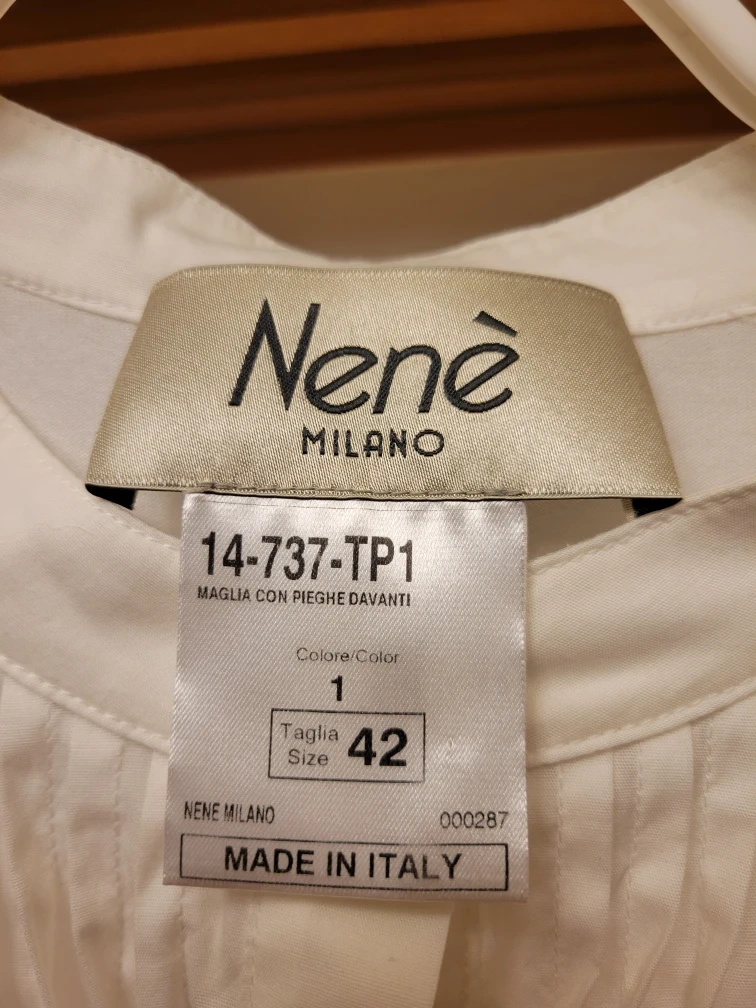 Nenè
MILANO
14-737-TP1
MAGLIA CON PIEGHE DAVANTI
Colore/Color
1
Taglia
Size 42
NENE MILANO 000287
MADE IN ITALY